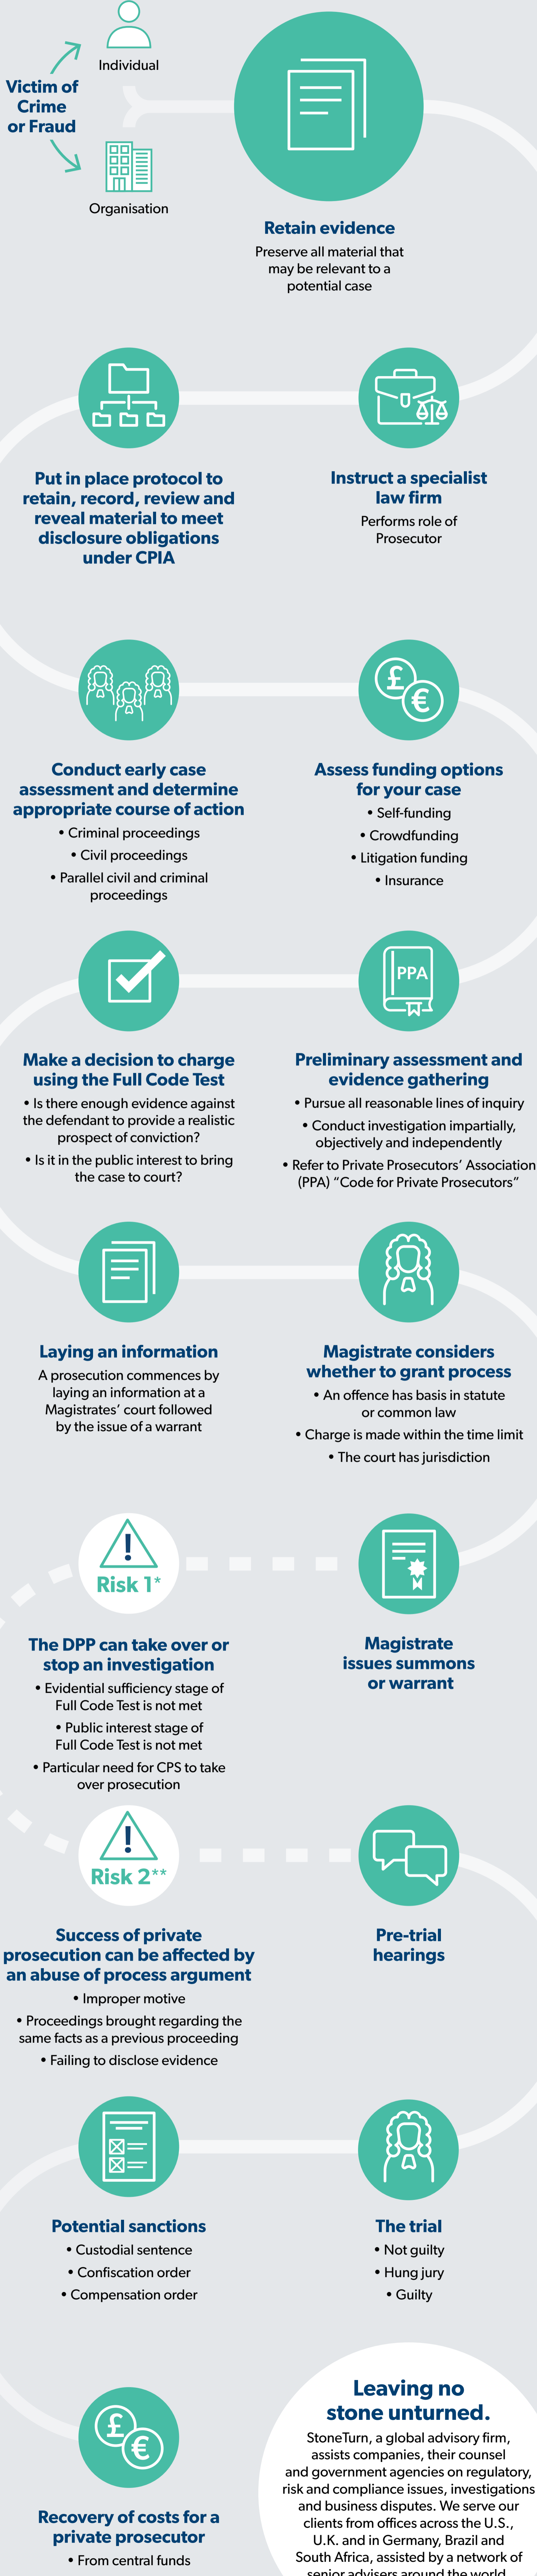 Individual
Victim of
Crime
or Fraud
Organisation
Retain evidence
Preserve all material that
may be relevant to a
potential case
Instruct a specialist
law firm
Performs role of
Prosecutor
Put in place protocol to
retain, record, review and
reveal material to meet
disclosure obligations
under CPIA
Conduct early case
assessment and determine
appropriate course of action
• Criminal proceedings
• Civil proceedings
• Parallel civil and criminal
proceedings
£
€
Assess funding options
for your case
• Self-funding
• Crowdfunding
• Litigation funding
• Insurance
PPA
Preliminary assessment and
evidence gathering
• Pursue all reasonable lines of inquiry
• Conduct investigation impartially,
objectively and independently
• Refer to Private Prosecutors’ Association
(PPA) “Code for Private Prosecutors”
Make a decision to charge
using the Full Code Test
• Is there enough evidence against
the defendant to provide a realistic
prospect of conviction?
• Is it in the public interest to bring
the case to court?
Laying an information
A prosecution commences by
laying an information at a
Magistrates’ court followed
by the issue of a warrant
Magistrate considers
whether to grant process
• An offence has basis in statute
or common law
• Charge is made within the time limit
• The court has jurisdiction
Magistrate
issues summons
or warrant
!
Risk 1*
The DPP can take over or
stop an investigation
• Evidential sufficiency stage of
Full Code Test is not met
• Public interest stage of
Full Code Test is not met
• Particular need for CPS to take
over prosecution
!
Risk 2**
Success of private
prosecution can be affected by
an abuse of process argument
• Improper motive
• Proceedings brought regarding the
same facts as a previous proceeding
• Failing to disclose evidence
Pre-trial
hearings
The trial
• Not guilty
• Hung jury
• Guilty
Potential sanctions
• Custodial sentence
• Confiscation order
• Compensation order
£
€
Recovery of costs for a
private prosecutor
• From central funds
Leaving no
stone unturned.
StoneTurn, a global advisory firm,
assists companies, their counsel
and government agencies on regulatory,
risk and compliance issues, investigations
and business disputes. We serve our
clients from offices across the U.S.,
U.K. and in Germany, Brazil and
South Africa, assisted by a network of
senior advisers around the world.